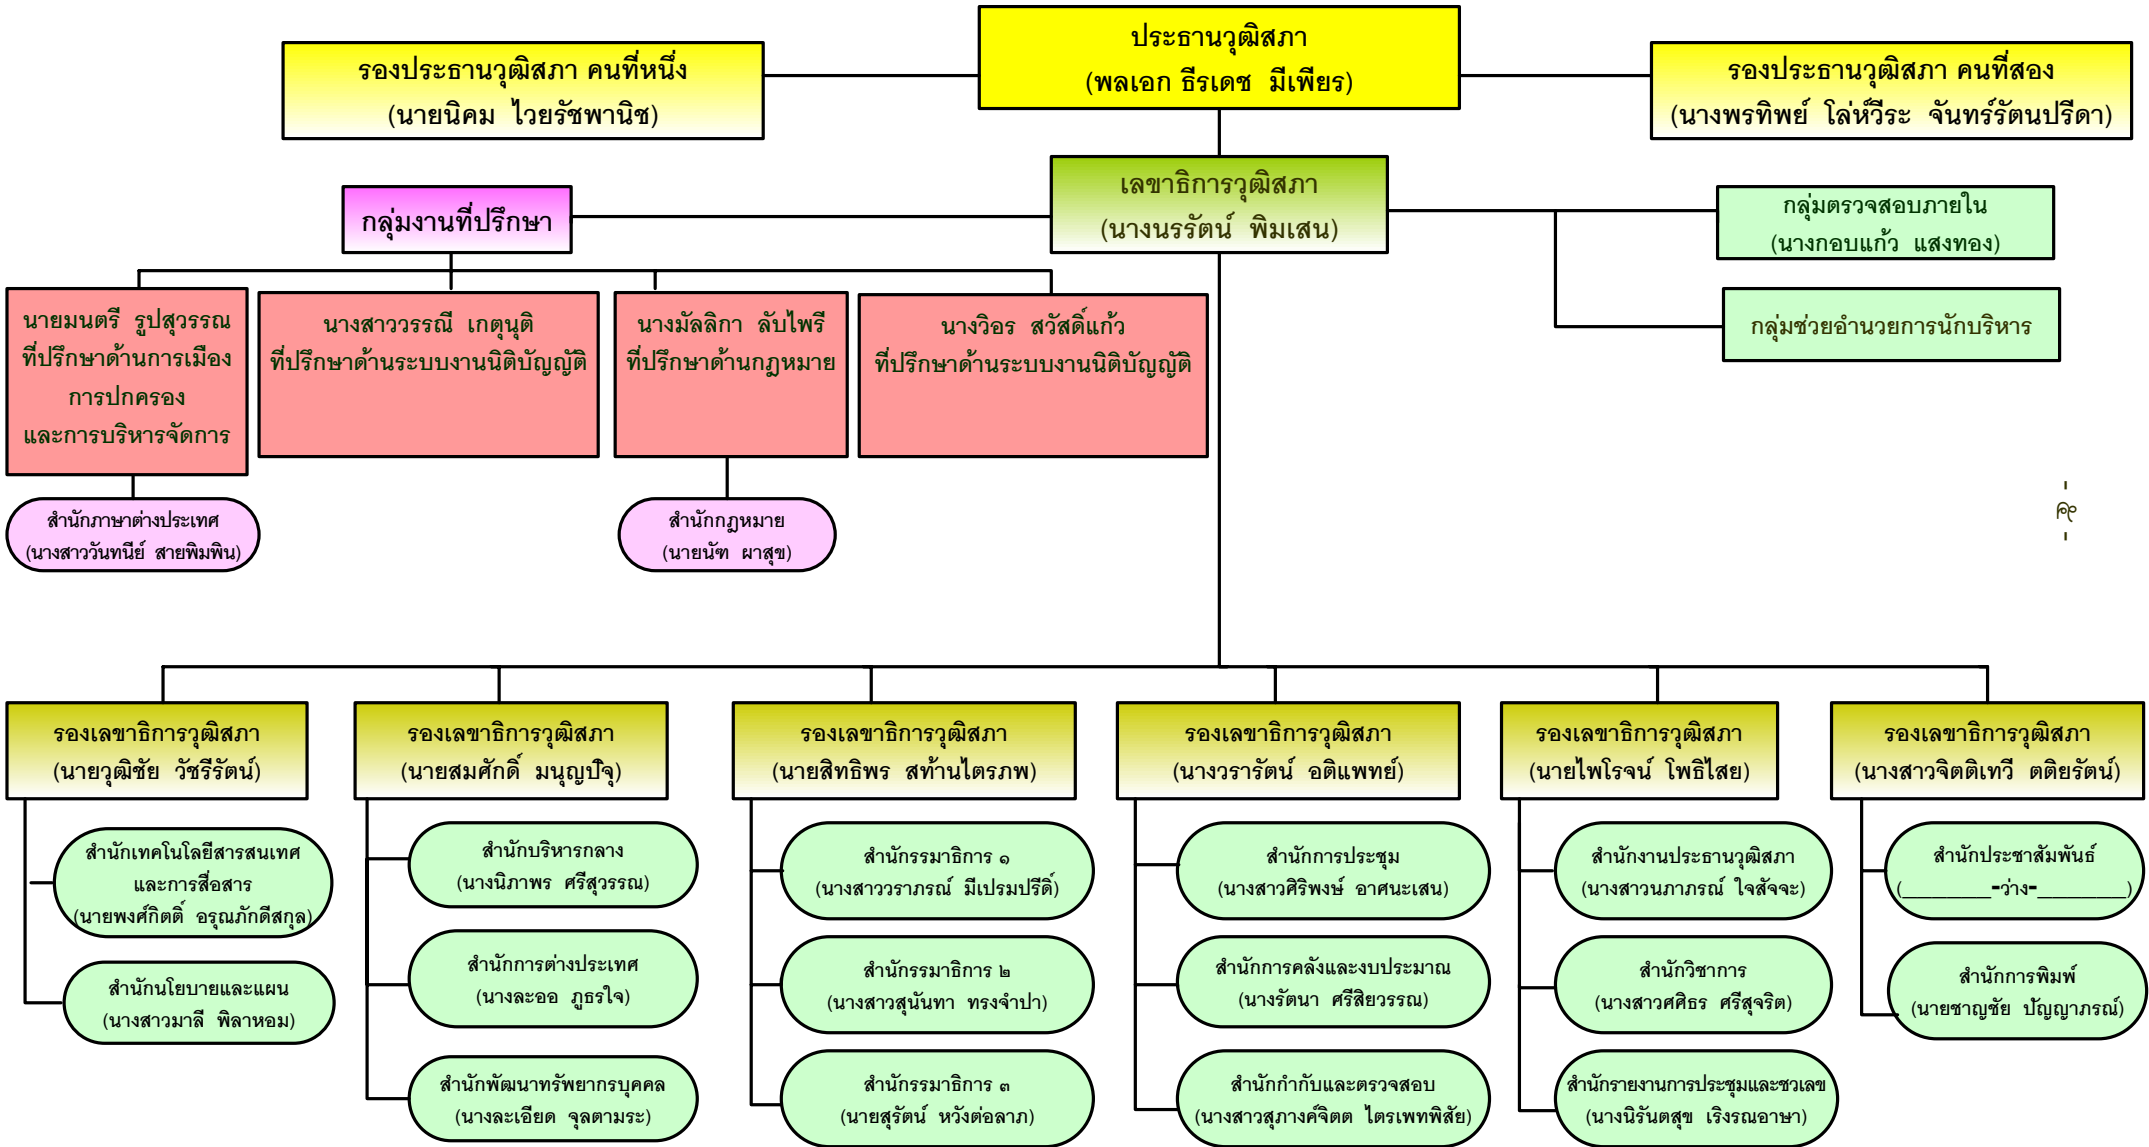 ประธานวุฒิสภา
(พลเอก ธีรเดช มีเพียร)
รองประธานวุฒิสภา คนที่หนึ่ง
(นายนิคม ไวยรัชพานิช)
รองประธานวุฒิสภา คนที่สอง
(นางพรทิพย์ โล่ห์วีระ จันทร์รัตนปรีดา)
เลขาธิการวุฒิสภา
(นางนรรัตน์ พิมเสน)
กลุ่มงานที่ปรึกษา
กลุ่มตรวจสอบภายใน
(นางกอบแก้ว แสงทอง)
กลุ่มช่วยอำนวยการนักบริหาร
นายมนตรี รูปสุวรรณ
ที่ปรึกษาด้านการเมือง
การปกครอง
และการบริหารจัดการ
นางสาววรรณี เกตุนุติ
ที่ปรึกษาด้านระบบงานนิติบัญญัติ
นางมัลลิกา ลับไพรี
ที่ปรึกษาด้านกฎหมาย
นางวิอร สวัสดิ์แก้ว
ที่ปรึกษาด้านระบบงานนิติบัญญัติ
สำนักภาษาต่างประเทศ
(นางสาววันทนีย์ สายพิมพิน)
สำนักกฎหมาย
(นายนัฑ ผาสุข)
รองเลขาธิการวุฒิสภา
(นายวุฒิชัย วัชรีรัตน์)
รองเลขาธิการวุฒิสภา
(นายสมศักดิ์ มนุญปิจุ)
รองเลขาธิการวุฒิสภา
(นายสิทธิพร สท้านไตรภพ)
รองเลขาธิการวุฒิสภา
(นางวรารัตน์ อติแพทย์)
รองเลขาธิการวุฒิสภา
(นายไพโรจน์ โพธิไสย)
รองเลขาธิการวุฒิสภา
(นางสาวจิตติเทวี ตติยรัตน์)
สำนักเทคโนโลยีสารสนเทศ
และการสื่อสาร
(นายพงศ์กิตติ์ อรุณภักดีสกุล)
สำนักนโยบายและแผน
(นางสาวมาลี พิลาหอม)
สำนักบริหารกลาง
(นางนิภาพร ศรีสุวรรณ)
สำนักการต่างประเทศ
(นางละออ ภูธรใจ)
สำนักพัฒนาทรัพยากรบุคคล
(นางละเอียด จุลตามระ)
สำนักรรมาธิการ ๑
(นางสาววราภรณ์ มีเปรมปรีดิ์)
สำนักรรมาธิการ ๒
(นางสาวสุนันทา ทรงจำปา)
สำนักรรมาธิการ ๓
(นายสุรัตน์ หวังต่อลาภ)
สำนักการประชุม
(นางสาวศิริพงษ์ อาศนะเสน)
สำนักการคลังและงบประมาณ
(นางรัตนา ศรีสิยวรรณ)
สำนักกำกับและตรวจสอบ
(นางสาวสุภางค์จิตต ไตรเพทพิสัย)
สำนักงานประธานวุฒิสภา
(นางสาวนภาภรณ์ ใจสัจจะ)
สำนักวิชาการ
(นางสาวศศิธร ศรีสุจริต)
สำนักรายงานการประชุมและชวเลข
(นางนิรันตสุข เริงรณอาษา)
สำนักประชาสัมพันธ์
(________-ว่าง-________)
สำนักการพิมพ์
(นายชาญชัย ปัญญาภรณ์)